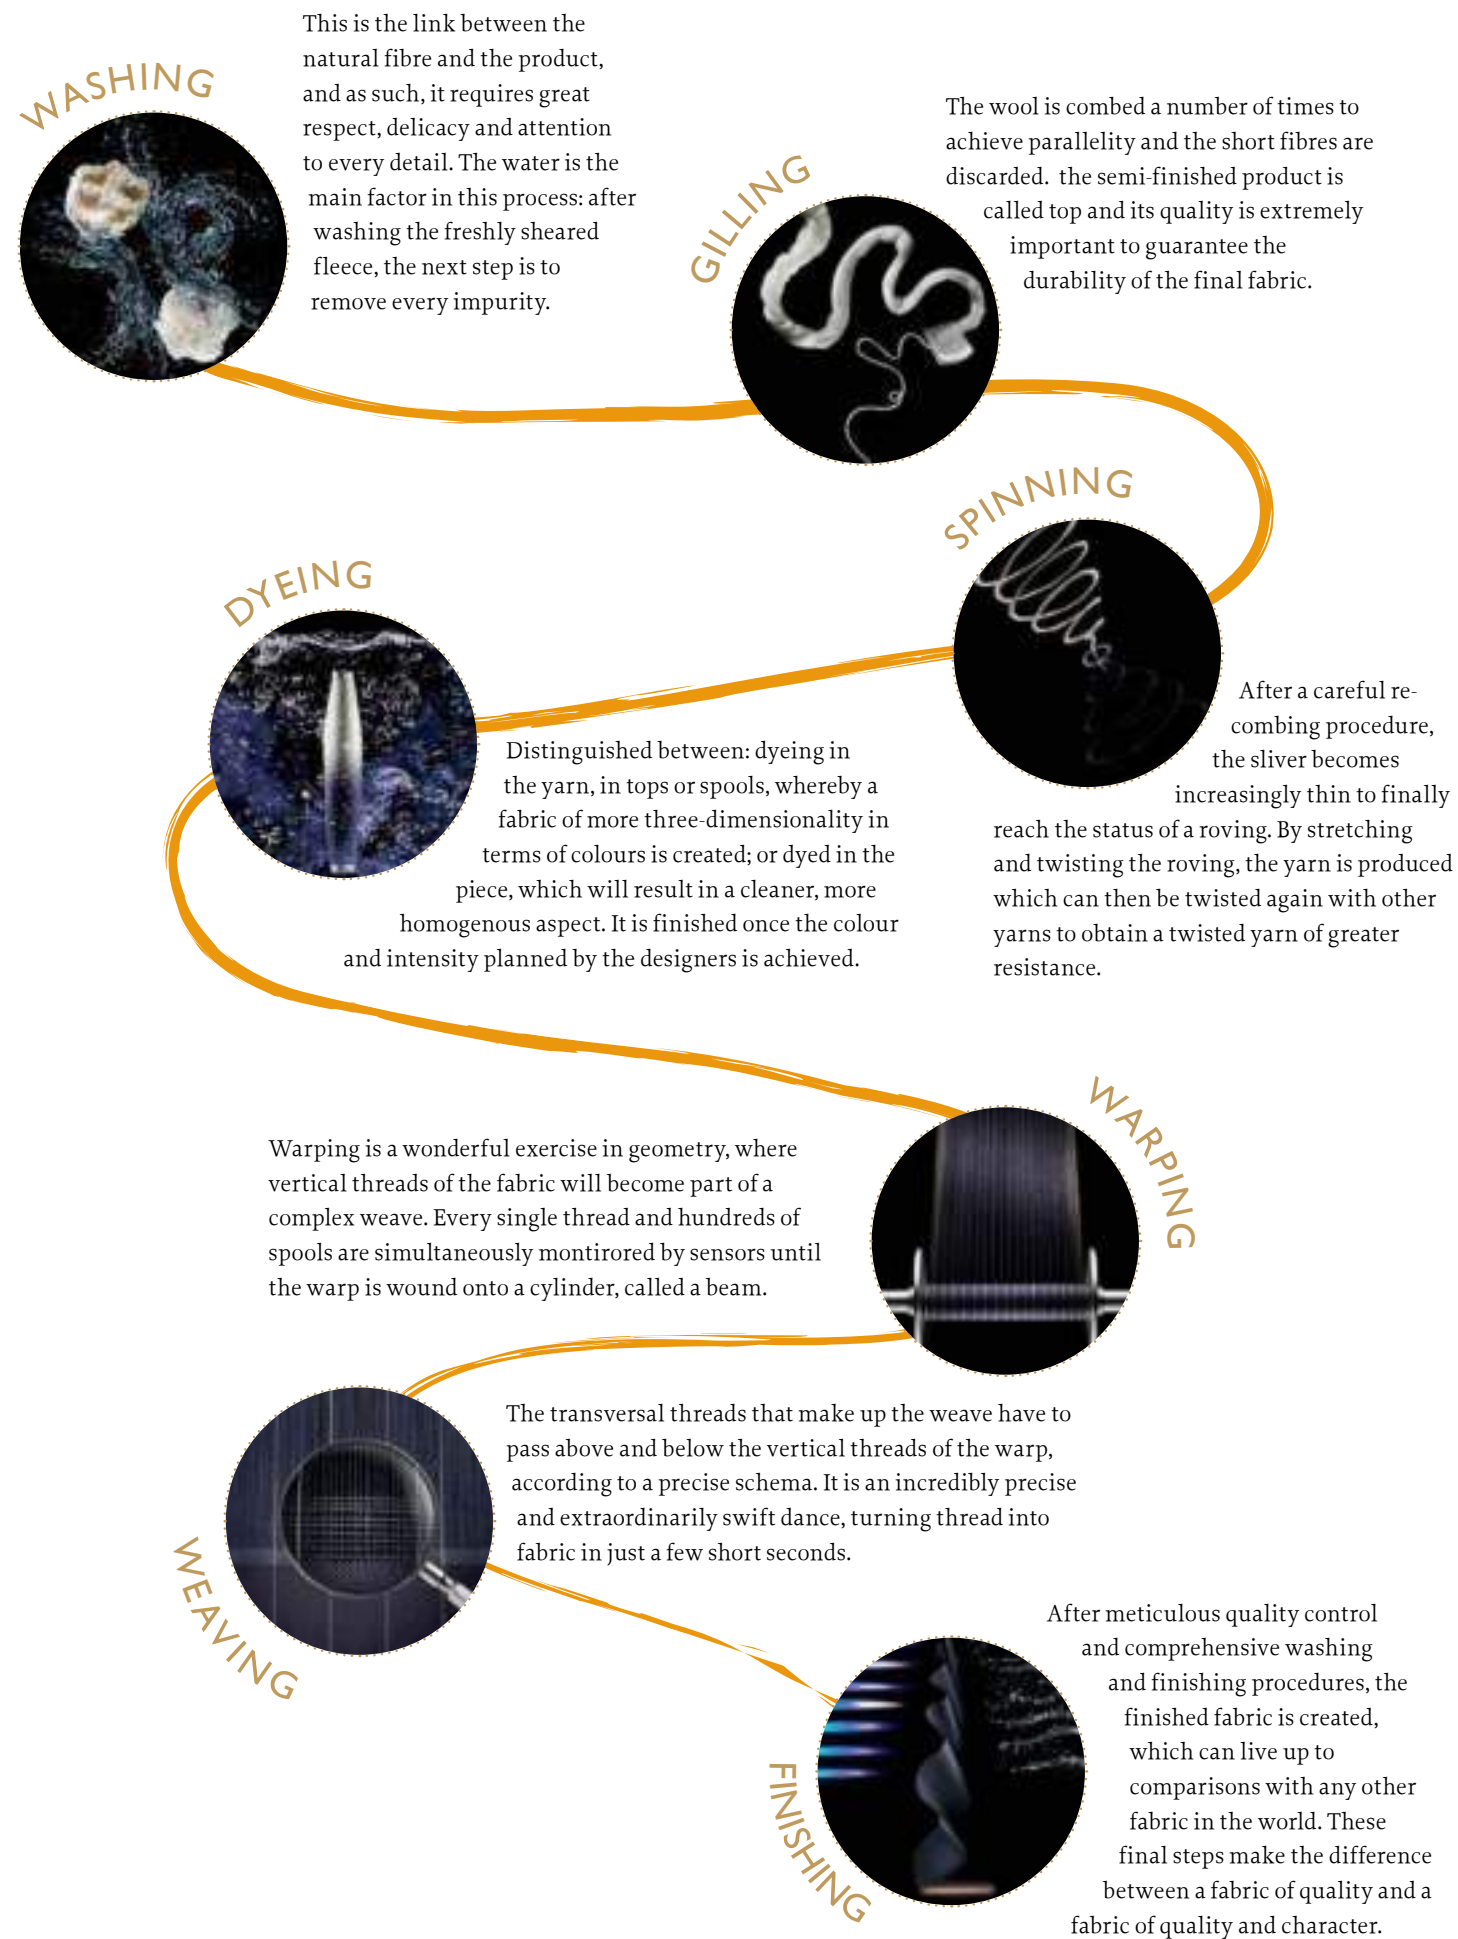 WASHING
This is the link between the
natural fibre and the product,
and as such, it requires great
respect, delicacy and attention
to every detail. The water is the
main factor in this process: after
washing the freshly sheared
fleece, the next step is to
remove every impurity.
GILLING
The wool is combed a number of times to
achieve parallelity and the short fibres are
discarded.  the semi-finished product is
called top and its quality is extremely
important to guarantee the
durability of the final fabric.
SPINNING
After a careful re-
combing procedure,
the sliver becomes
increasingly thin to finally
reach the status of a roving. By stretching
and twisting the roving, the yarn is produced
which can then be twisted again with other
yarns to obtain a twisted yarn of greater
resistance.
DYEING
Distinguished between: dyeing in
the yarn, in tops or spools, whereby a
fabric of more three-dimensionality in
terms of colours is created; or dyed in the
piece, which will result in a cleaner, more
homogenous aspect. It is finished once the colour
and intensity planned by the designers is achieved.
WARPING
Warping is a wonderful exercise in geometry, where
vertical threads of the fabric will become part of a
complex weave. Every single thread and hundreds of
spools are simultaneously montirored by sensors until
the warp is wound onto a cylinder, called a beam.
WEAVING
The transversal threads that make up the weave have to
pass above and below the vertical threads of the warp,
according to a precise schema. It is an incredibly precise
and extraordinarily swift dance, turning thread into
fabric in just a few short seconds.
FINISHING
After meticulous quality control
and comprehensive washing
and finishing procedures, the
finished fabric is created,
which can live up to
comparisons with any other
fabric in the world. These
final steps make the difference
between a fabric of quality and a
fabric of quality and character.